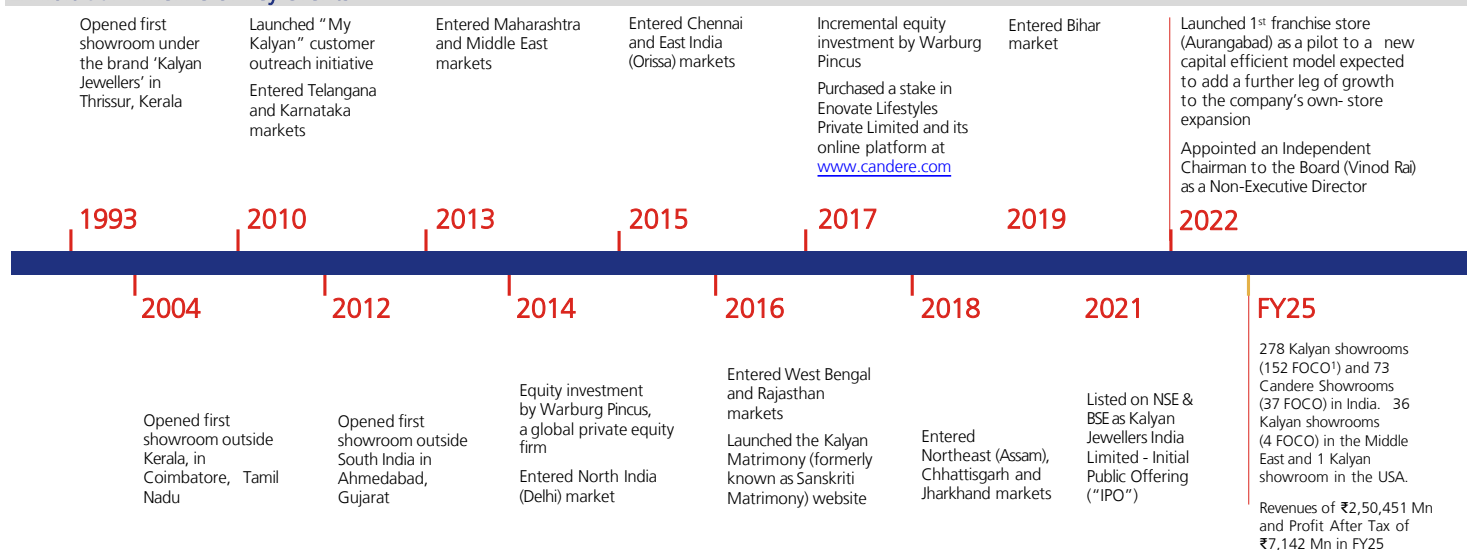 Opened first
showroom under
the brand ‘Kalyan
Jewellers’ in
Thrissur, Kerala
Launched “My
Kalyan” customer
outreach initiative
Entered Telangana
and Karnataka
markets
Entered Maharashtra
and Middle East
markets
Entered Chennai
and East India
(Orissa) markets
Incremental equity
investment by Warburg
Pincus
Purchased a stake in
Enovate Lifestyles
Private Limited and its
online platform at
www.candere.com
Entered Bihar
market
Launched 1st franchise store
(Aurangabad) as a pilot to a new
capital efficient model expected
to add a further leg of growth
to the company’s own- store
expansion
Appointed an Independent
Chairman to the Board (Vinod Rai)
as a Non-Executive Director
1993
2010
2013
2015
2017
2019
2022
2004
2012
2014
2016
2018
2021
FY25
Opened first
showroom outside
Kerala, in
Coimbatore, Tamil
Nadu
Opened first
showroom outside
South India in
Ahmedabad,
Gujarat
Equity investment
by Warburg Pincus,
a global private equity
firm
Entered North India
(Delhi) market
Entered West Bengal
and Rajasthan
markets
Launched the Kalyan
Matrimony (formerly
known as Sanskriti
Matrimony) website
Entered
Northeast (Assam),
Chhattisgarh and
Jharkhand markets
Listed on NSE &
BSE as Kalyan
Jewellers India
Limited - Initial
Public Offering
(“IPO”)
278 Kalyan showrooms
(152 FOCO1) and 73
Candere Showrooms
(37 FOCO) in India. 36
Kalyan showrooms
(4 FOCO) in the Middle
East and 1 Kalyan
showroom in the USA.
Revenues of ₹2,50,451 Mn
and Profit After Tax of
₹7,142 Mn in FY25